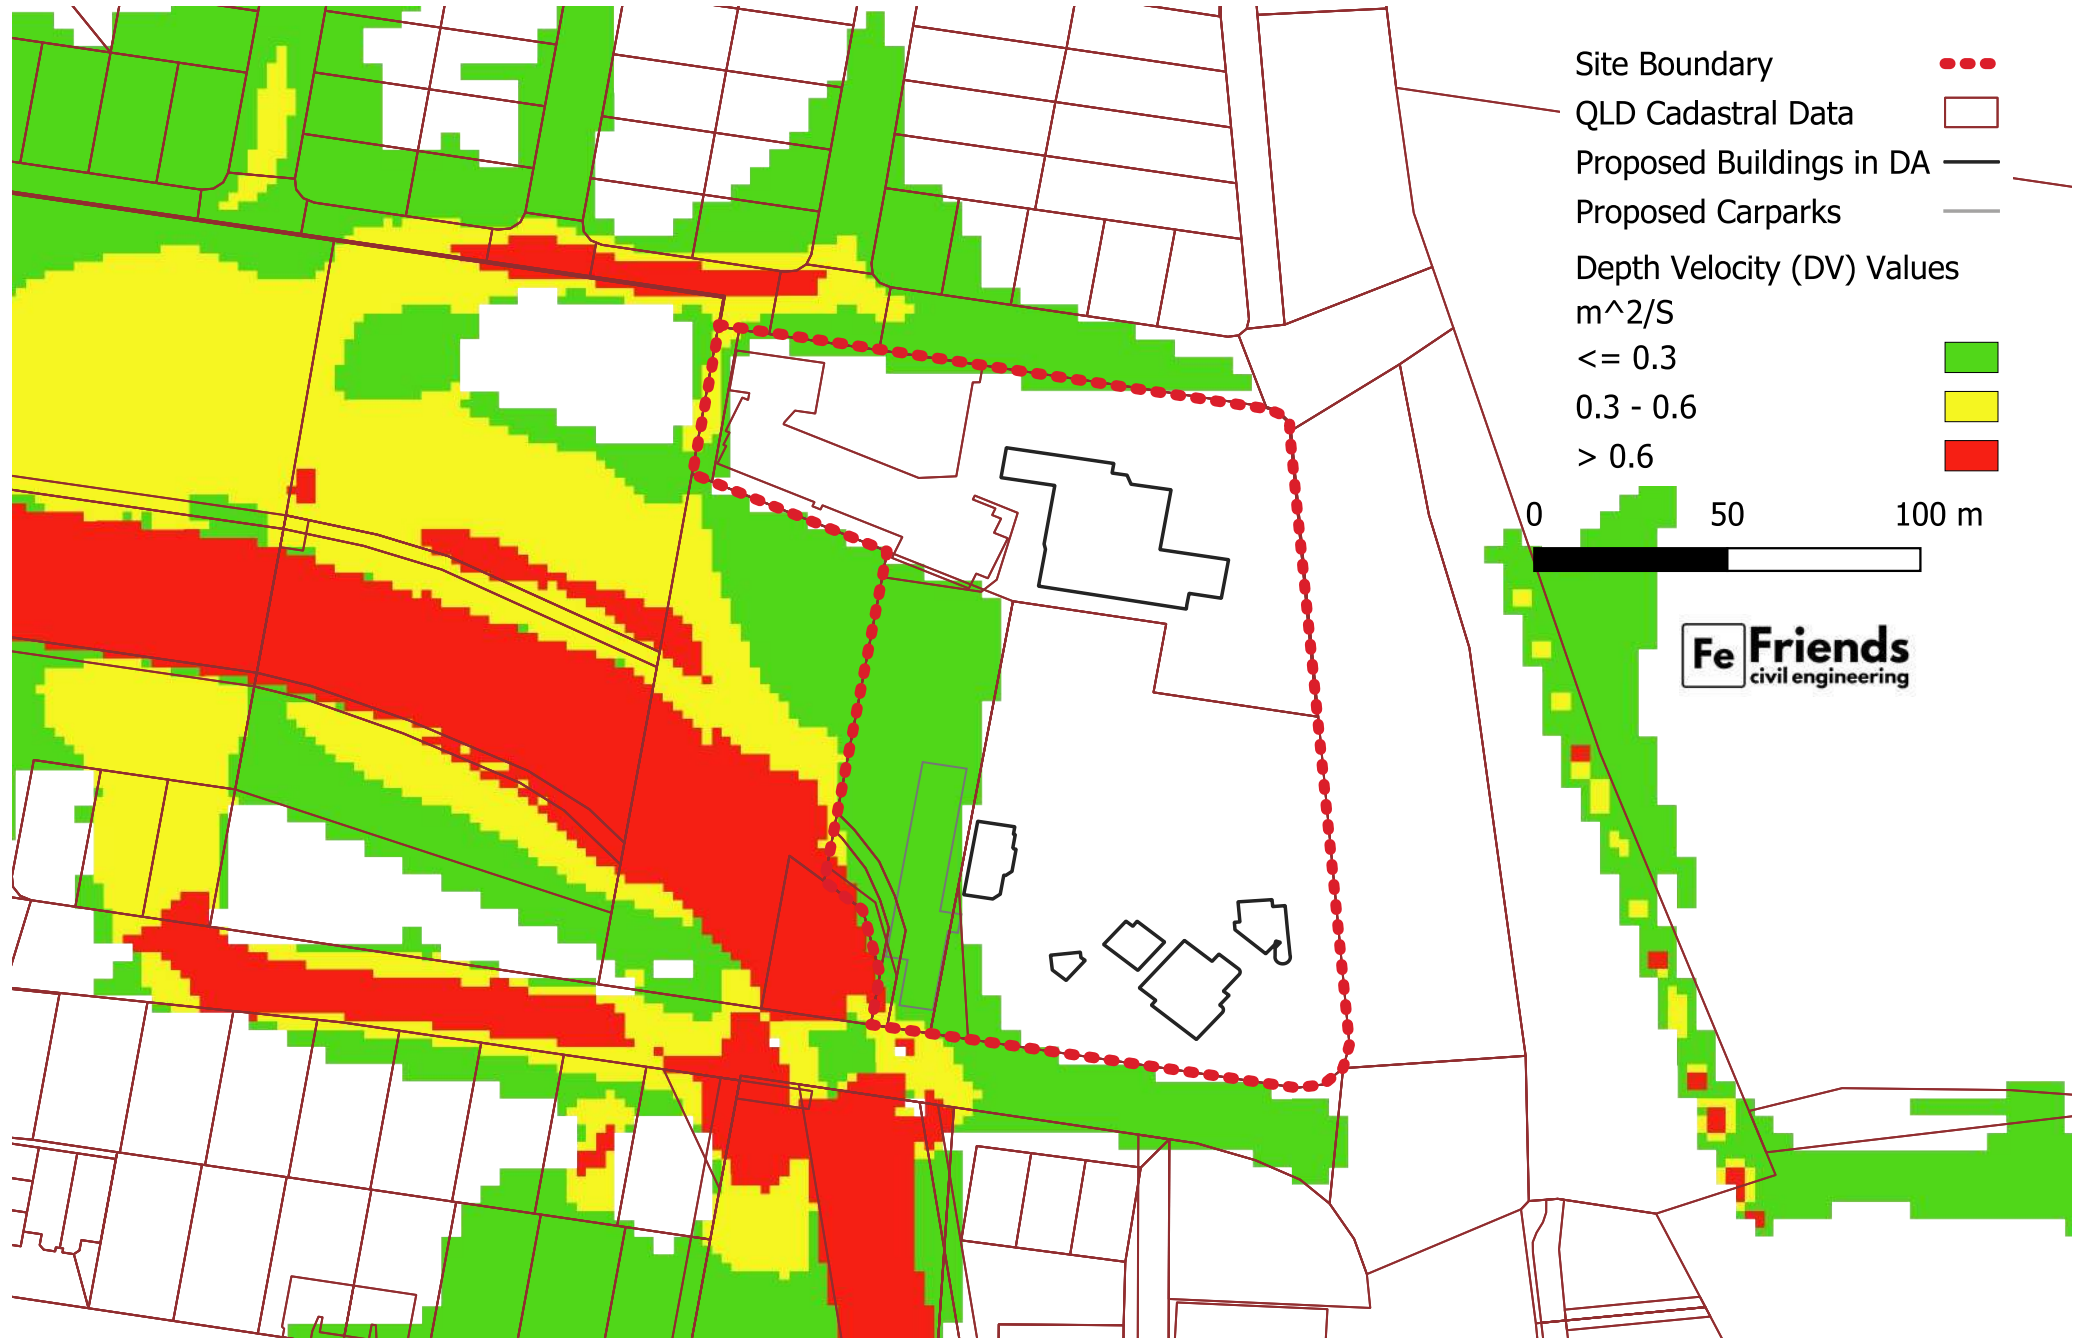 Site Boundary
QLD Cadastral Data
Proposed Buildings in DA
Proposed Carparks
Depth Velocity (DV) Values
m^2/S
<= 0.3
0.3 - 0.6
> 0.6
0 50 100 m
Fe Friends
civil engineering